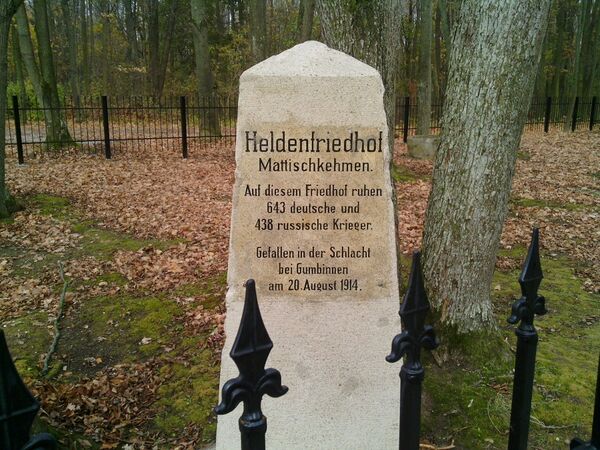 Heldenfriedhof
Mattischkehmen.
Auf diesem Friedhof ruhen
643 deutsche und
438 russische Krieger.
Gefallen in der Schlacht
bei Gumbinnen
am 20. August 1914.